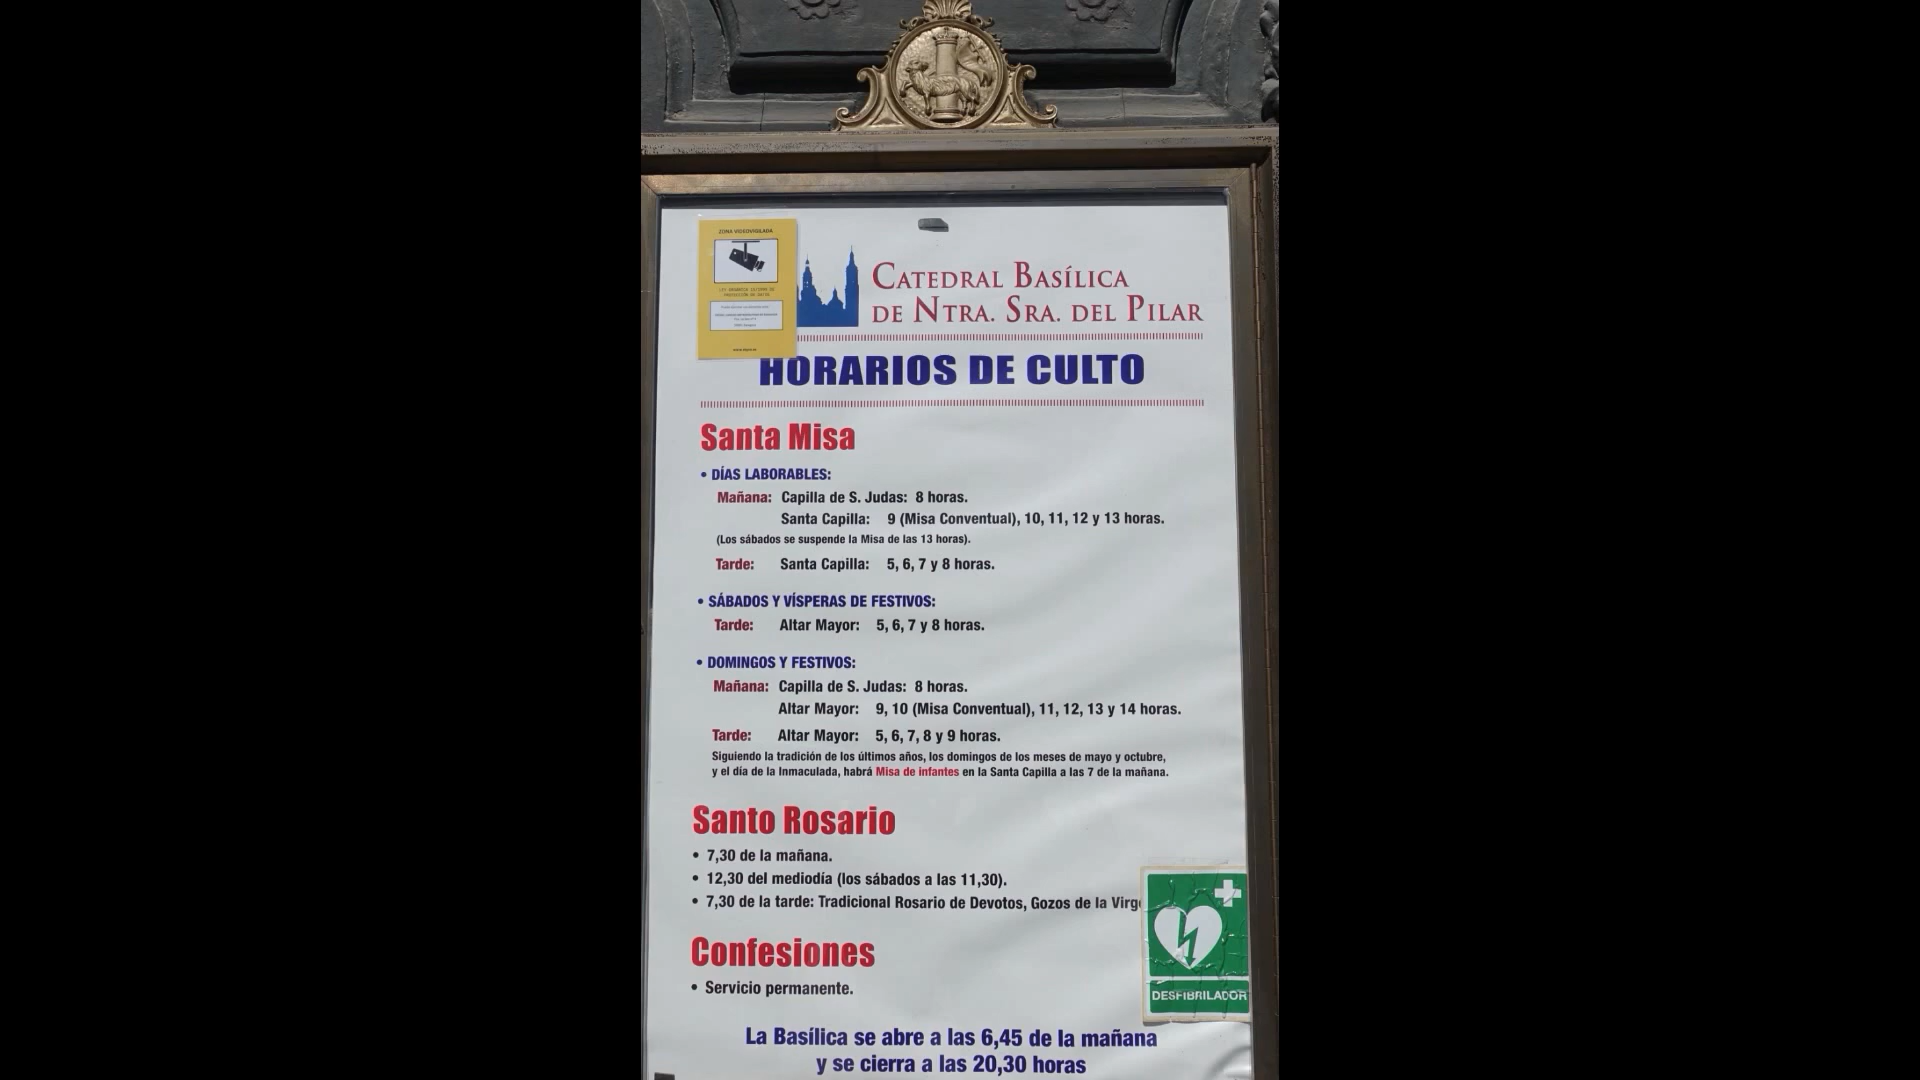 ZONA VIDEOVIGILADA
LEY ORGÁNICA 15/1999 DE
PROTECCIÓN DE DATOS
CATEDRAL BASÍLICA
DE NTRA. SRA. DEL PILAR
HORARIOS DE CULTO
Santa Misa
• DÍAS LABORABLES:
Mañana: Capilla de S. Judas: 8 horas.
Santa Capilla: 9 (Misa Conventual), 10, 11, 12 y 13 horas.
(Los sábados se suspende la Misa de las 13 horas).
Tarde: Santa Capilla: 5, 6, 7 y 8 horas.
• SÁBADOS Y VÍSPERAS DE FESTIVOS:
Tarde: Altar Mayor: 5, 6, 7 y 8 horas.
• DOMINGOS Y FESTIVOS:
Mañana: Capilla de S. Judas: 8 horas.
Altar Mayor: 9, 10 (Misa Conventual), 11, 12, 13 y 14 horas.
Tarde: Altar Mayor: 5, 6, 7, 8 y 9 horas.
Siguiendo la tradición de los últimos años, los domingos de los meses de mayo y octubre,
y el día de la Inmaculada, habrá Misa de infantes en la Santa Capilla a las 7 de la mañana.
Santo Rosario
• 7,30 de la mañana.
• 12,30 del mediodía (los sábados a las 11,30).
• 7,30 de la tarde: Tradicional Rosario de Devotos, Gozos de la Virg
Confesiones
• Servicio permanente.
DESFIBRILADOR
La Basílica se abre a las 6,45 de la mañana
y se cierra a las 20,30 horas